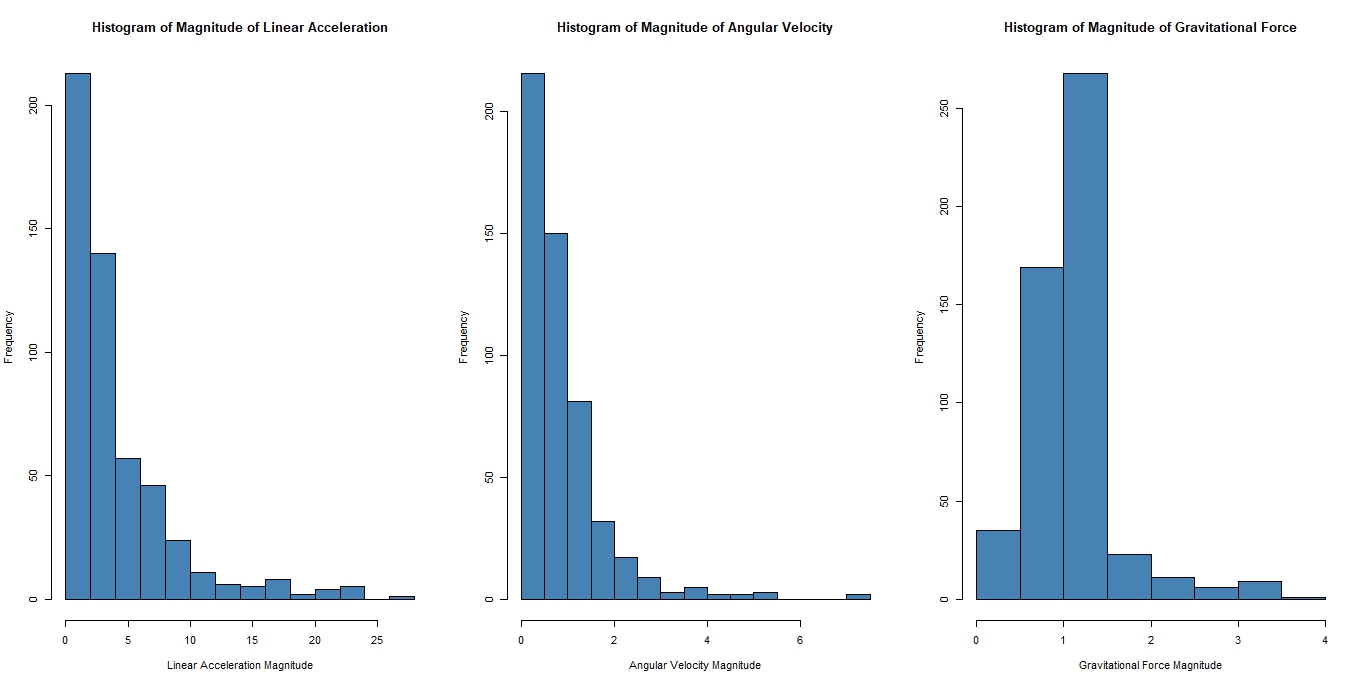 Histogram of Magnitude of Linear Acceleration
Frequency
0
50
100
150
200
0 5 10 15 20 25
Linear Acceleration Magnitude
Histogram of Magnitude of Angular Velocity
Frequency
0
50
100
150
200
0 2 4 6
Angular Velocity Magnitude
Histogram of Magnitude of Gravitational Force
Frequency
0
50
100
150
200
250
0 1 2 3 4
Gravitational Force Magnitude